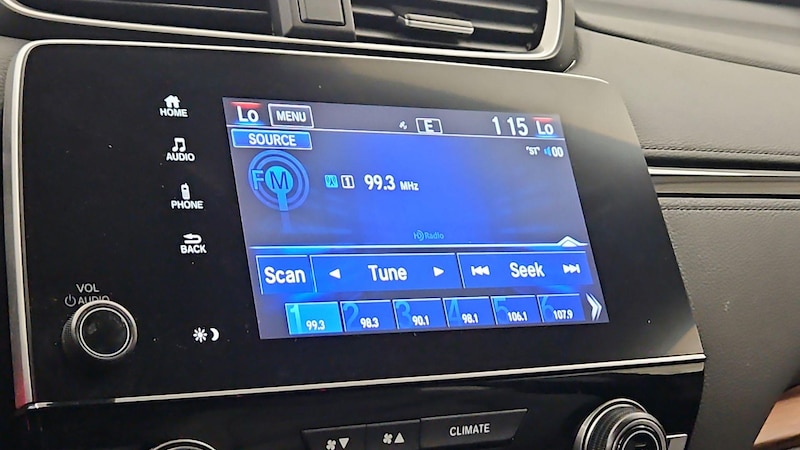 HOME
AUDIO
PHONE
BACK
VOL
AUDIO
Lo
MENU
E
1 15
Lo
SOURCE
"ST" 00
FM
99.3 MHz
HD Radio
Scan
Tune
Seek
1 99.3
2 98.3
3 90.1
4 98.1
5 106.1
6 107.9
CLIMATE